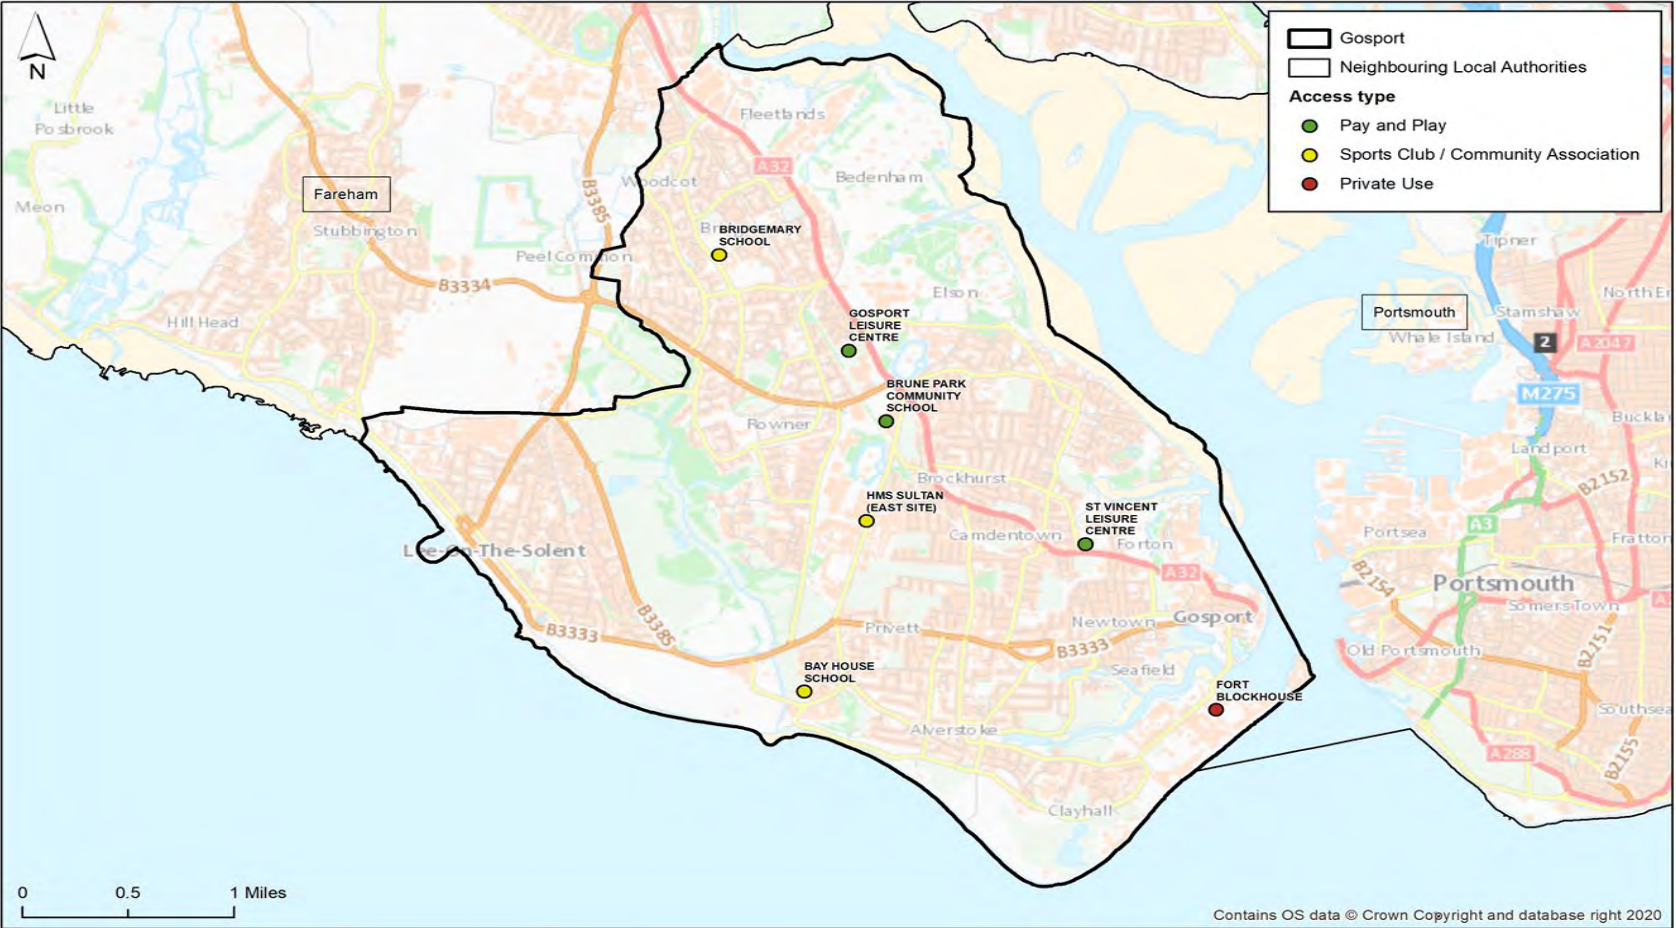 N
Gosport
Neighbouring Local Authorities
Access type
Pay and Play
Sports Club / Community Association
Private Use
Little
Posbrook
Meon
Fareham
Stubbington
B3334
Hill Head
Peel Common
B3385
Woodcot
Fleetlands
A32
Bedenham
BRIDGEMARY
SCHOOL
Elson
GOSPORT
LEISURE
CENTRE
BRUNE PARK
COMMUNITY
SCHOOL
Rowner
Brockhurst
HMS SULTAN
(EAST SITE)
Camdentown
ST VINCENT
LEISURE
CENTRE
Forton
A32
Lee-on-The-Solent
B3333
B3385
Privett
Newtown
Gosport
B3333
Seafield
BAY HOUSE
SCHOOL
FORT
BLOCKHOUSE
Alverstoke
Clayhall
Tipner
North E
Portsmouth
Stamshaw
Whale Island
2
A2047
M275
Buckla
Landport
B2152
A3
Portsea
Fratton
B2154
Portsmouth
Somers Town
Old Portsmouth
B2151
Southsea
A288
B2155
0 0.5 1 Miles
Contains OS data © Crown Copyright and database right 2020